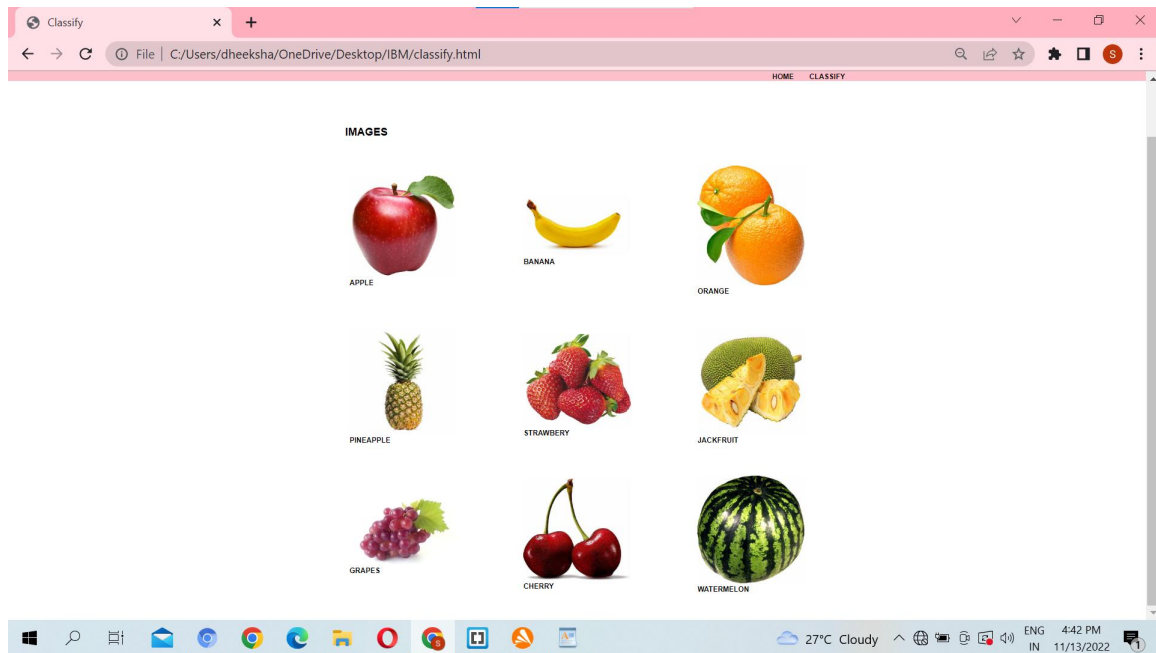 Classify
File | C:/Users/dheeksha/OneDrive/Desktop/IBM/classify.html
S
HOME CLASSIFY
IMAGES
APPLE
BANANA
ORANGE
PINEAPPLE
STRAWBERY
JACKFRUIT
GRAPES
CHERRY
WATERMELON
27°C Cloudy
ENG
IN
4:42 PM
11/13/2022
1